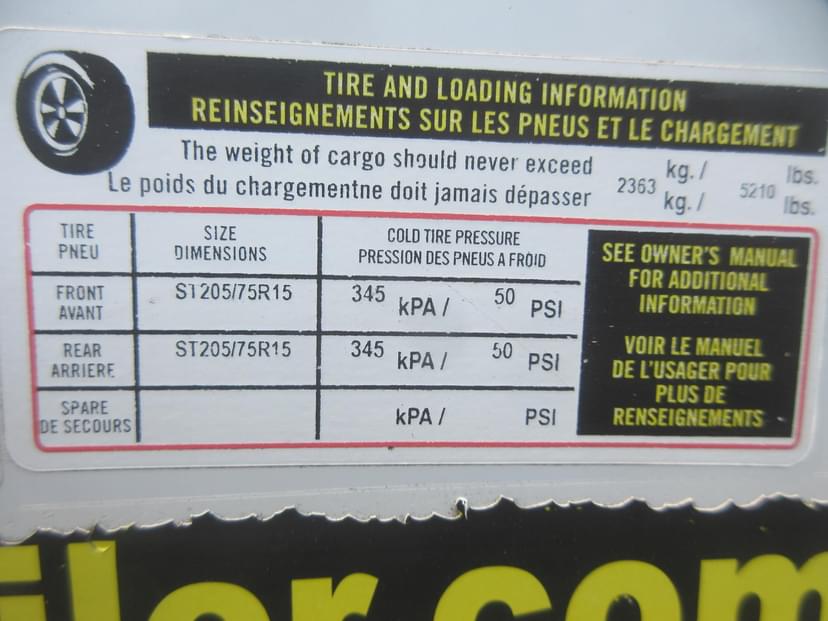 TIRE AND LOADING INFORMATION
REINSEIGNEMENTS SUR LES PNEUS ET LE CHARGEMENT
The weight of cargo should never exceed 2363 kg. / 5210 lbs.
Le poids du chargementne doit jamais dépasser kg. / lbs.
TIRE SIZE COLD TIRE PRESSURE
PNEU DIMENSIONS PRESSION DES PNEUS A FROID
FRONT ST205/75R15 345 kPA / 50 PSI
AVANT
REAR ST205/75R15 345 kPA / 50 PSI
ARRIERE
SPARE kPA / PSI
DE SECOURS
SEE OWNER'S MANUAL
FOR ADDITIONAL
INFORMATION
VOIR LE MANUEL
DE L'USAGER POUR
PLUS DE
RENSEIGNEMENTS
iler.com